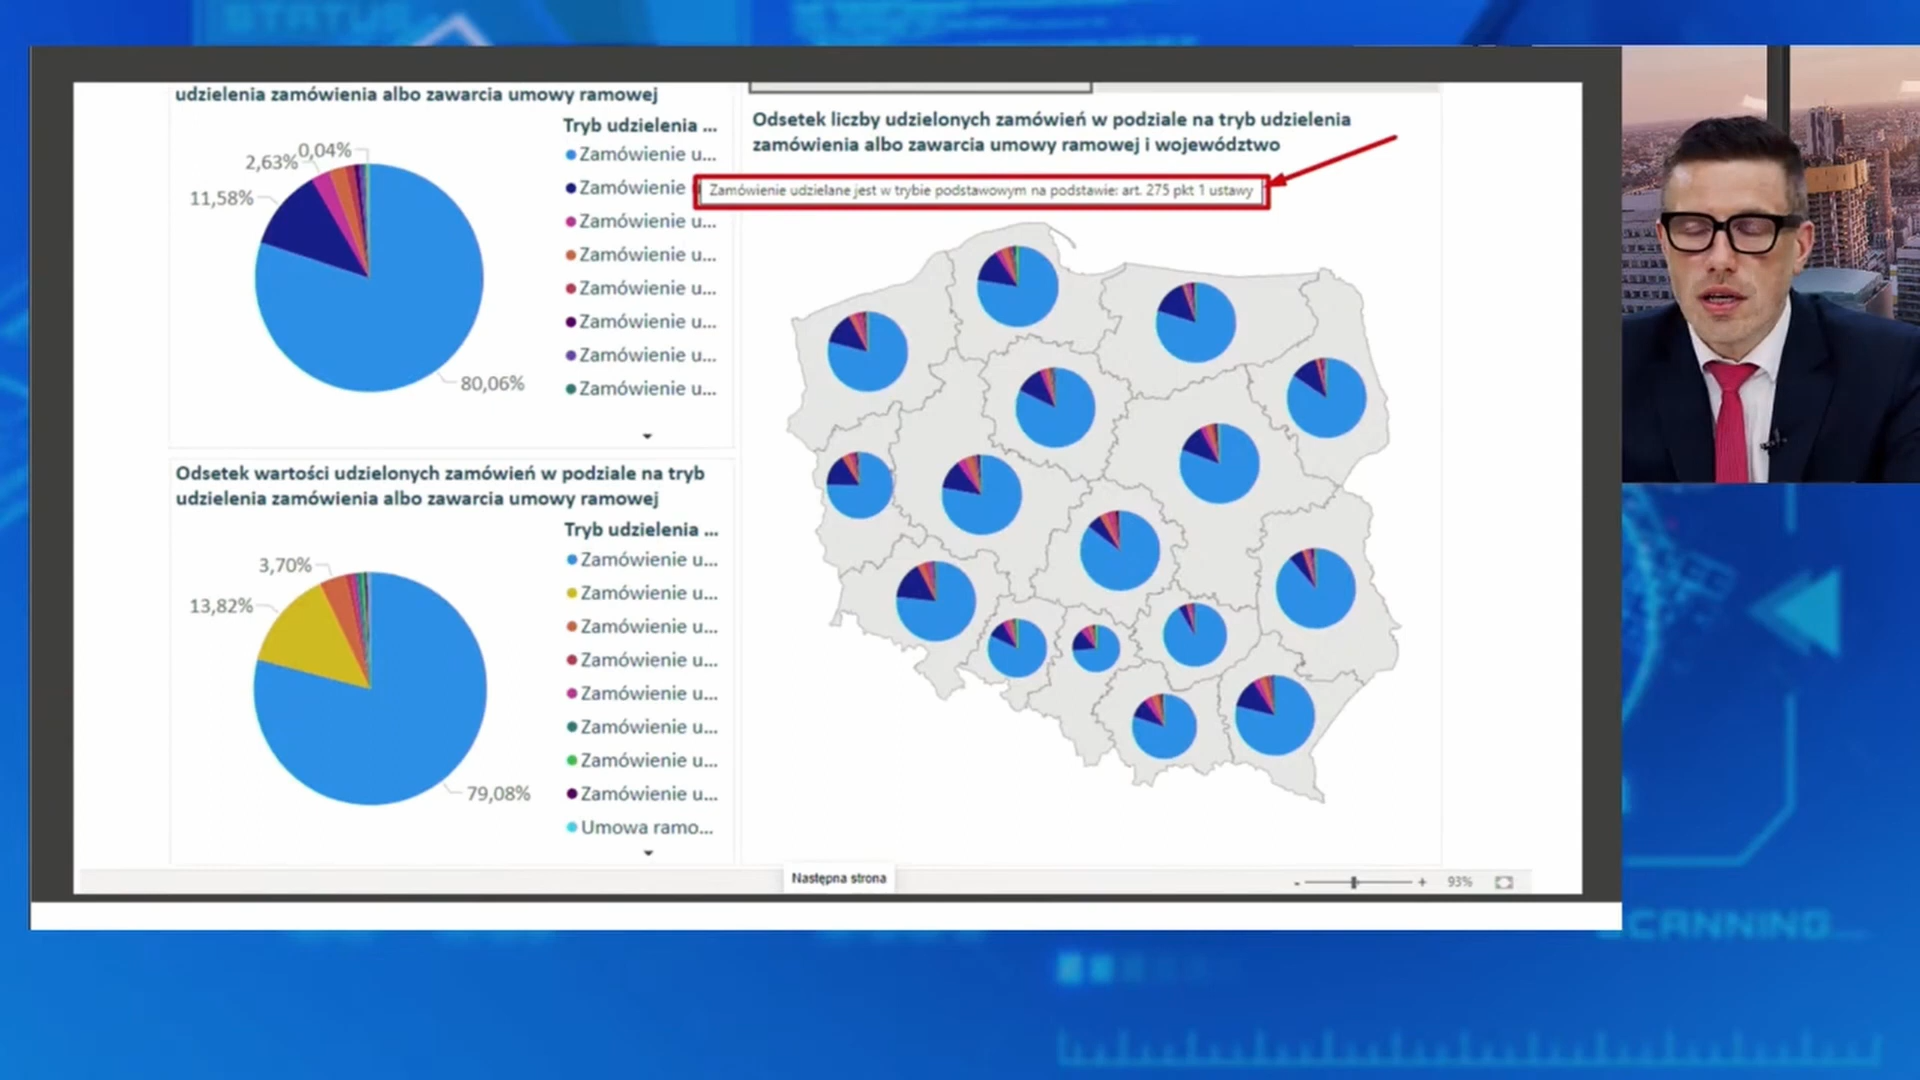 STATUS
udzielenia zamówienia albo zawarcia umowy ramowej
Tryb udzielenia ...
Zamówienie u...
Zamówienie
Zamówienie u...
Zamówienie u...
Zamówienie u...
Zamówienie u...
Zamówienie u...
Zamówienie u...
0,04%
2,63%
11,58%
80,06%
Odsetek wartości udzielonych zamówień w podziale na tryb
udzielenia zamówienia albo zawarcia umowy ramowej
Tryb udzielenia ...
Zamówienie u...
Zamówienie u...
Zamówienie u...
Zamówienie u...
Zamówienie u...
Zamówienie u...
Zamówienie u...
Zamówienie u...
Umowa ramo...
3,70%
13,82%
79,08%
Odsetek liczby udzielonych zamówień w podziale na tryb udzielenia
zamówienia albo zawarcia umowy ramowej i województwo
Zamówienie udzielane jest w trybie podstawowym na podstawie: art. 275 pkt 1 ustawy
Następna strona
- + 93%
SCANNING...